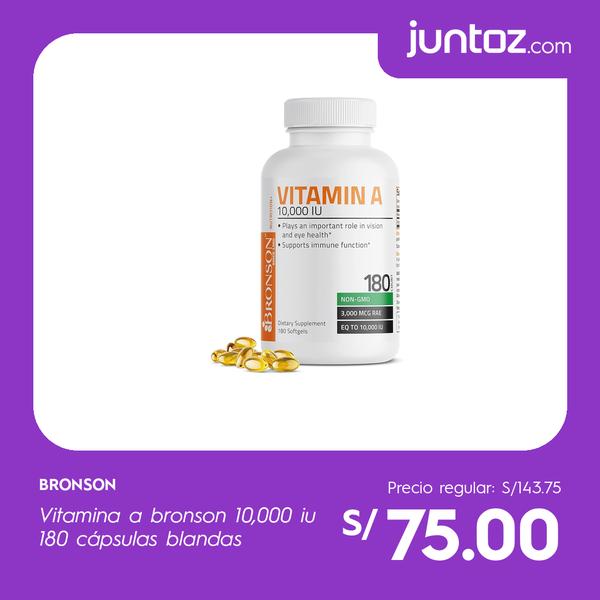 juntoz.com
VITAMIN A
10,000 IU
• Plays an important role in vision
and eye health*
• Supports immune function*
BRONSON
180
NON-GMO
3,000 MCG RAE
EQ TO 10,000 IU
Dietary Supplement
180 Softgels
BRONSON
Precio regular: S/143.75
Vitamina a bronson 10,000 iu
180 cápsulas blandas
S/75.00